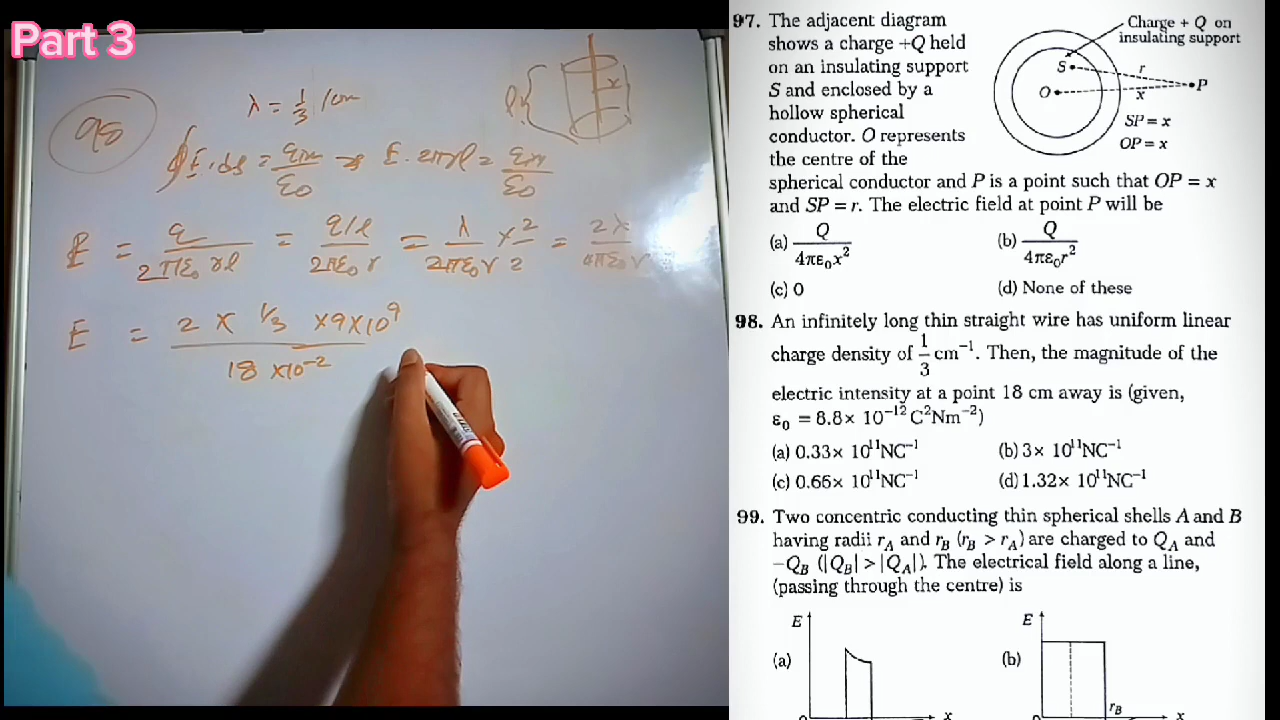 Part 3
98
λ = 1/3 /cm
l
r
∮E·ds = q_in/ε₀ ⇒ E·2πrl = q_in/ε₀
E = q/2πε₀rl = q/l/2πε₀r = λ/2πε₀r × 2/2 = 2λ/4πε₀r
E = 2 × 1/3 × 9×10⁹/18 ×10⁻²
97. The adjacent diagram
shows a charge +Q held
on an insulating support
S and enclosed by a
hollow spherical
conductor. O represents
the centre of the
spherical conductor and P is a point such that OP = x
and SP = r. The electric field at point P will be
Charge + Q on
insulating support
S
r
P
O
x
SP = x
OP = x
(a) Q/4πε₀x² (b) Q/4πε₀r²
(c) 0 (d) None of these
98. An infinitely long thin straight wire has uniform linear
charge density of 1/3 cm⁻¹. Then, the magnitude of the
electric intensity at a point 18 cm away is (given,
ε₀ = 8.8× 10⁻¹² C²Nm⁻²)
(a) 0.33× 10¹¹NC⁻¹ (b) 3× 10¹¹NC⁻¹
(c) 0.66× 10¹¹NC⁻¹ (d) 1.32× 10¹¹NC⁻¹
99. Two concentric conducting thin spherical shells A and B
having radii r_A and r_B (r_B > r_A) are charged to Q_A and
−Q_B (|Q_B| > |Q_A|). The electrical field along a line,
(passing through the centre) is
(a) E x
(b) E r_B x